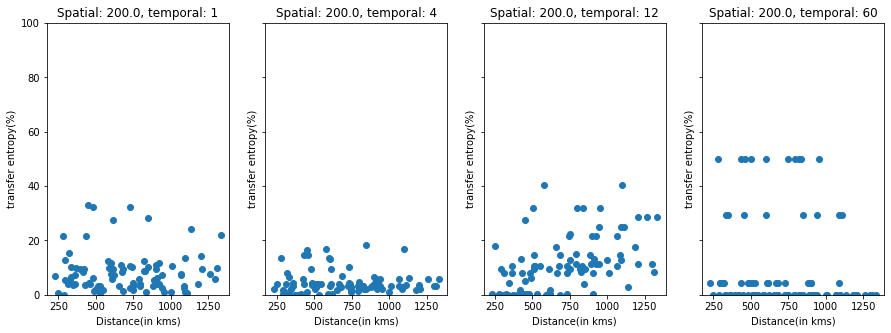 Spatial: 200.0, temporal: 1
Spatial: 200.0, temporal: 4
Spatial: 200.0, temporal: 12
Spatial: 200.0, temporal: 60
100
80
60
40
20
0
transfer entropy(%)
transfer entropy(%)
transfer entropy(%)
transfer entropy(%)
250 500 750 1000 1250
250 500 750 1000 1250
250 500 750 1000 1250
250 500 750 1000 1250
Distance(in kms)
Distance(in kms)
Distance(in kms)
Distance(in kms)